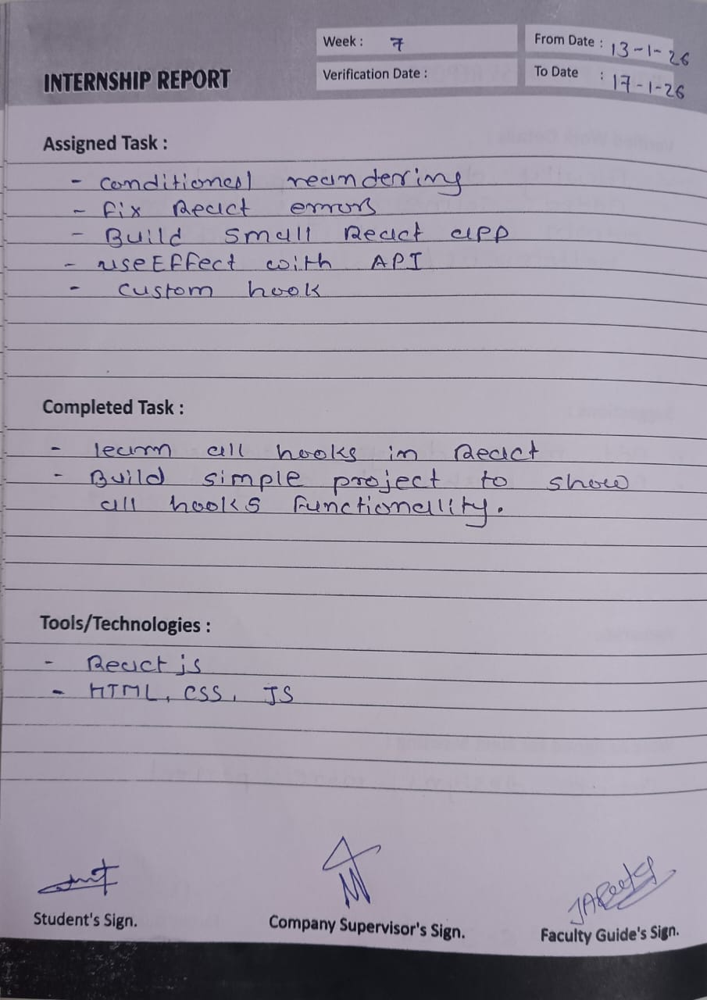 INTERNSHIP REPORT
Week : 7
From Date : 13-1-26
Verification Date :
To Date : 17-1-26
Assigned Task :
- conditional reandering
- fix React errors
- Build small React app
- useEffect with API
- custom hook
Completed Task :
- learn all hooks in React
- Build simple project to show
all hooks functionallity.
Tools/Technologies :
- React js
- HTML, CSS, JS
Student's Sign.
Company Supervisor's Sign.
Faculty Guide's Sign.